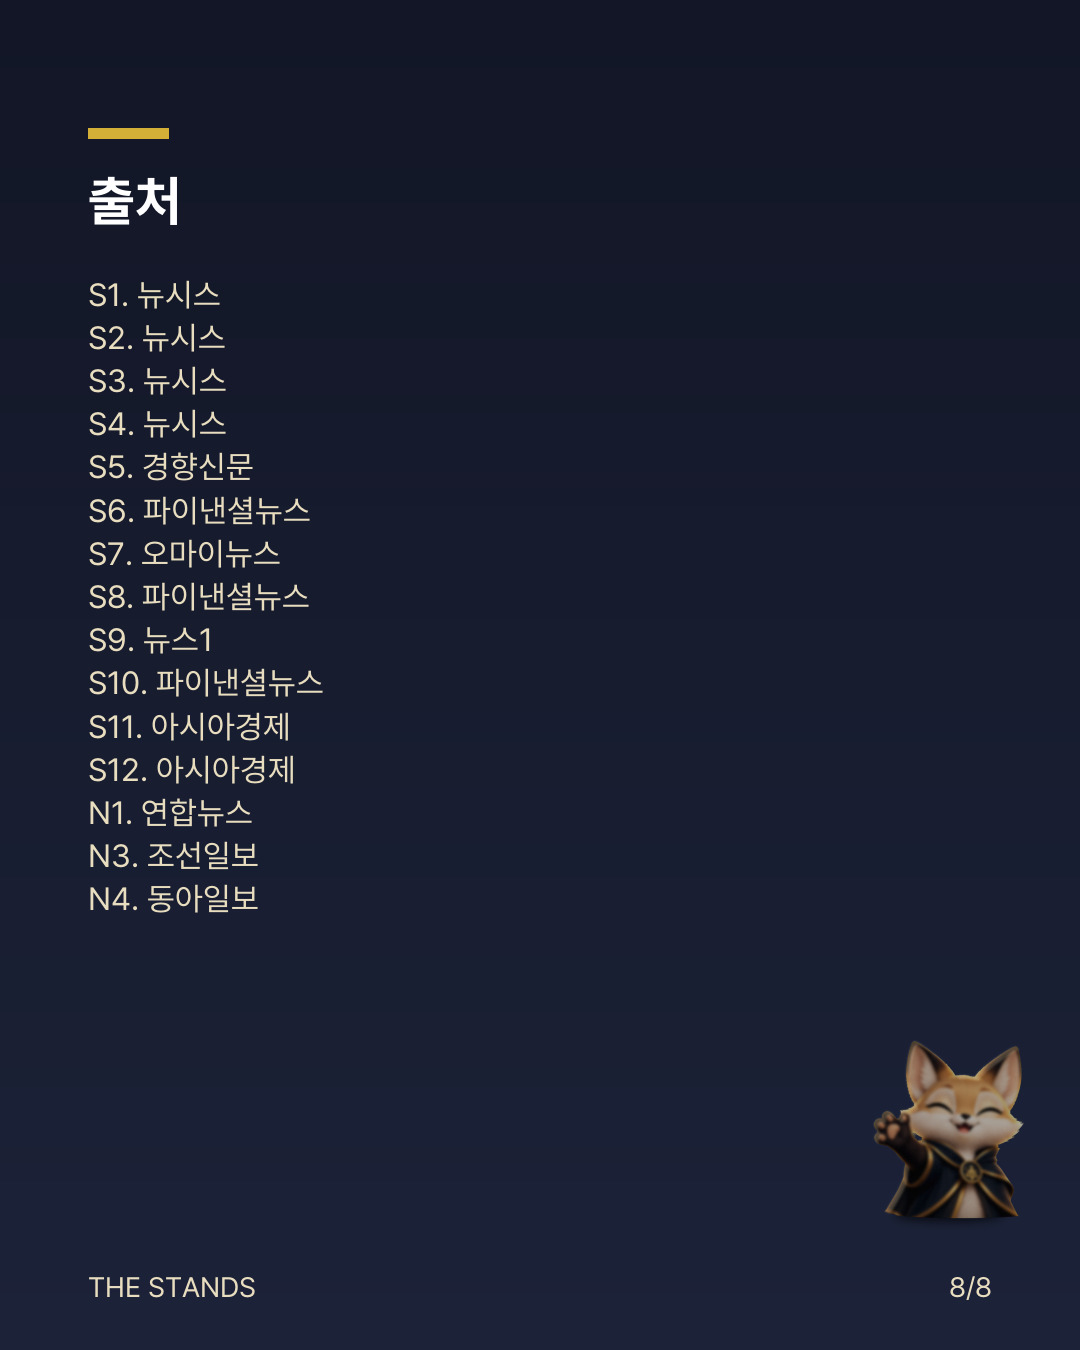 출처
S1. 뉴시스
S2. 뉴시스
S3. 뉴시스
S4. 뉴시스
S5. 경향신문
S6. 파이낸셜뉴스
S7. 오마이뉴스
S8. 파이낸셜뉴스
S9. 뉴스1
S10. 파이낸셜뉴스
S11. 아시아경제
S12. 아시아경제
N1. 연합뉴스
N3. 조선일보
N4. 동아일보
THE STANDS
8/8